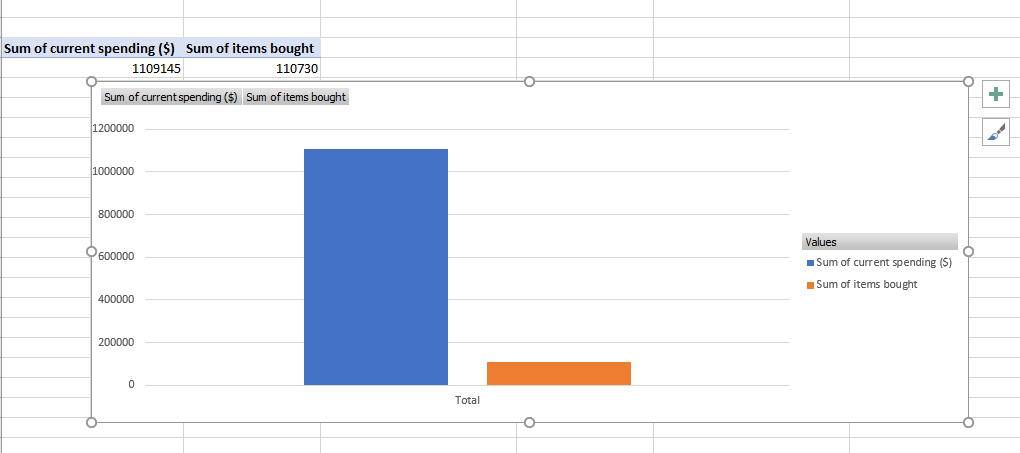 Sum of current spending ($) Sum of items bought
1109145 110730
Sum of current spending ($) Sum of items bought
1200000
1000000
800000
600000
400000
200000
0
Total
Values
Sum of current spending ($)
Sum of items bought